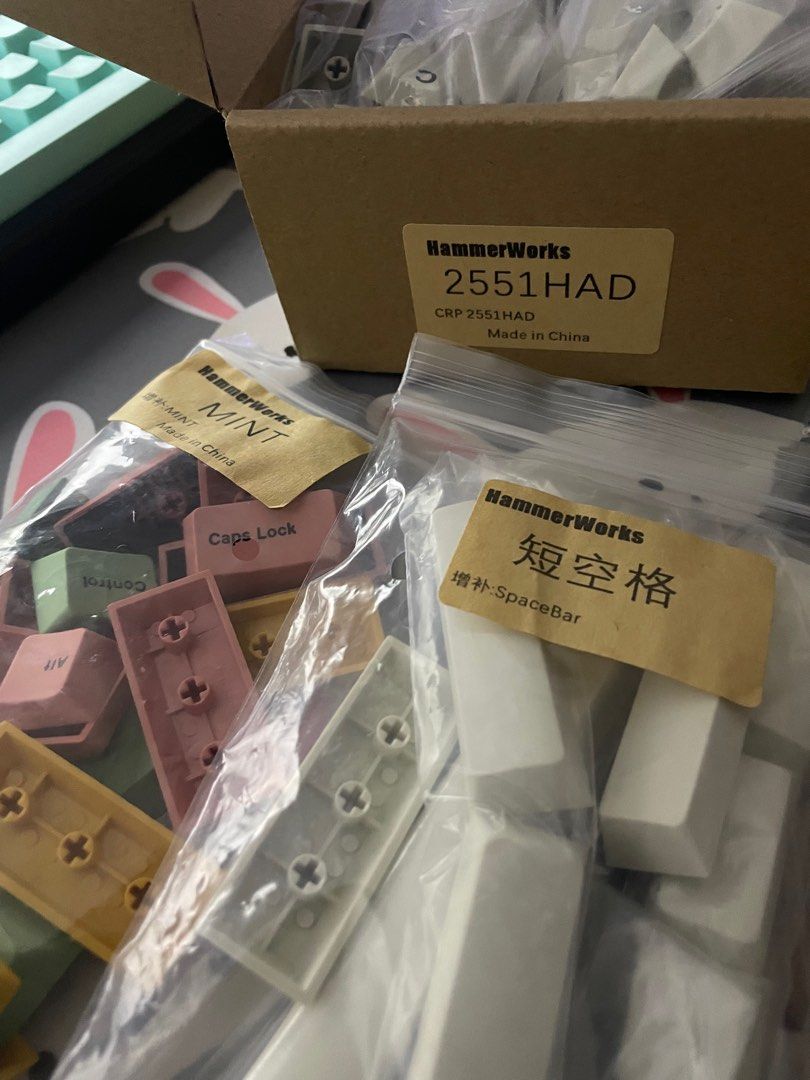 HammerWorks
2551HAD
CRP 2551HAD
Made in China
HammerWorks
MINT
增补:MINT
Made in China
HammerWorks
短空格
增补:SpaceBar
Caps Lock
Control
Alt